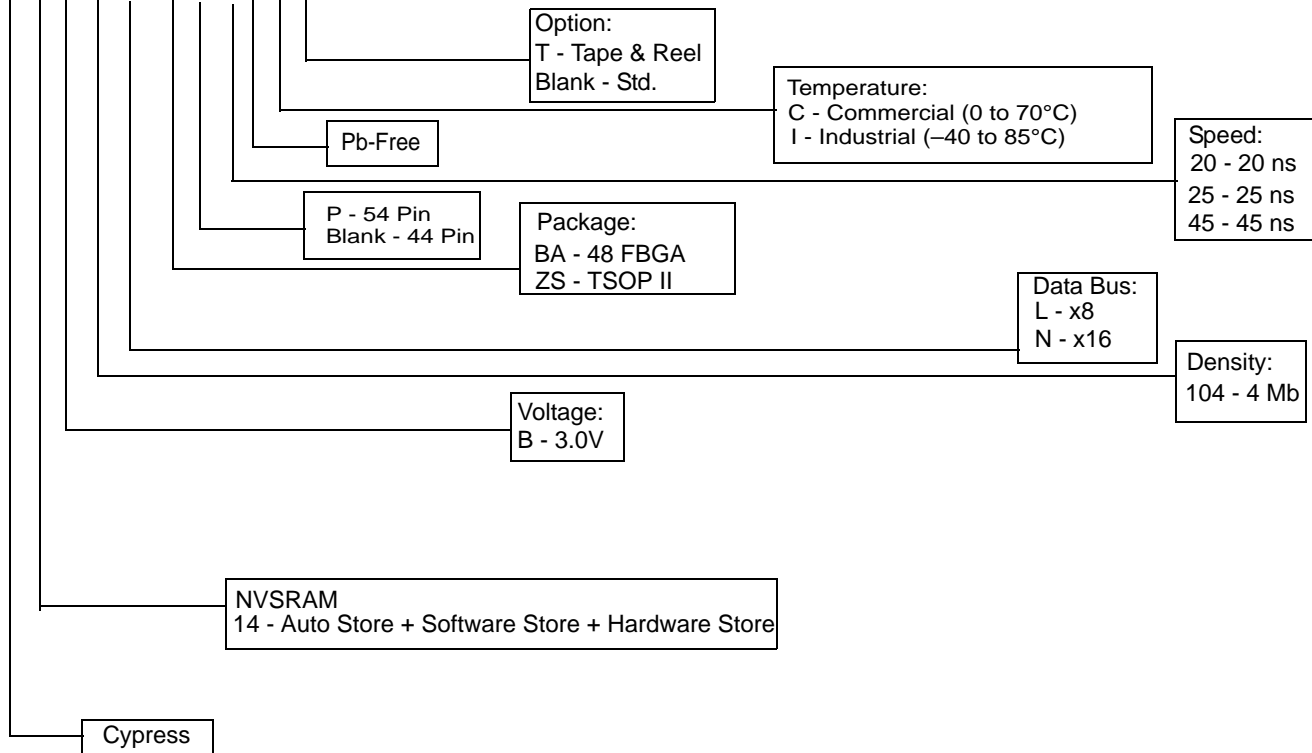 Option:
T - Tape & Reel
Blank - Std.
Temperature:
C - Commercial (0 to 70°C)
I - Industrial (–40 to 85°C)
Pb-Free
Speed:
20 - 20 ns
25 - 25 ns
45 - 45 ns
P - 54 Pin
Blank - 44 Pin
Package:
BA - 48 FBGA
ZS - TSOP II
Data Bus:
L - x8
N - x16
Density:
104 - 4 Mb
Voltage:
B - 3.0V
NVSRAM
14 - Auto Store + Software Store + Hardware Store
Cypress